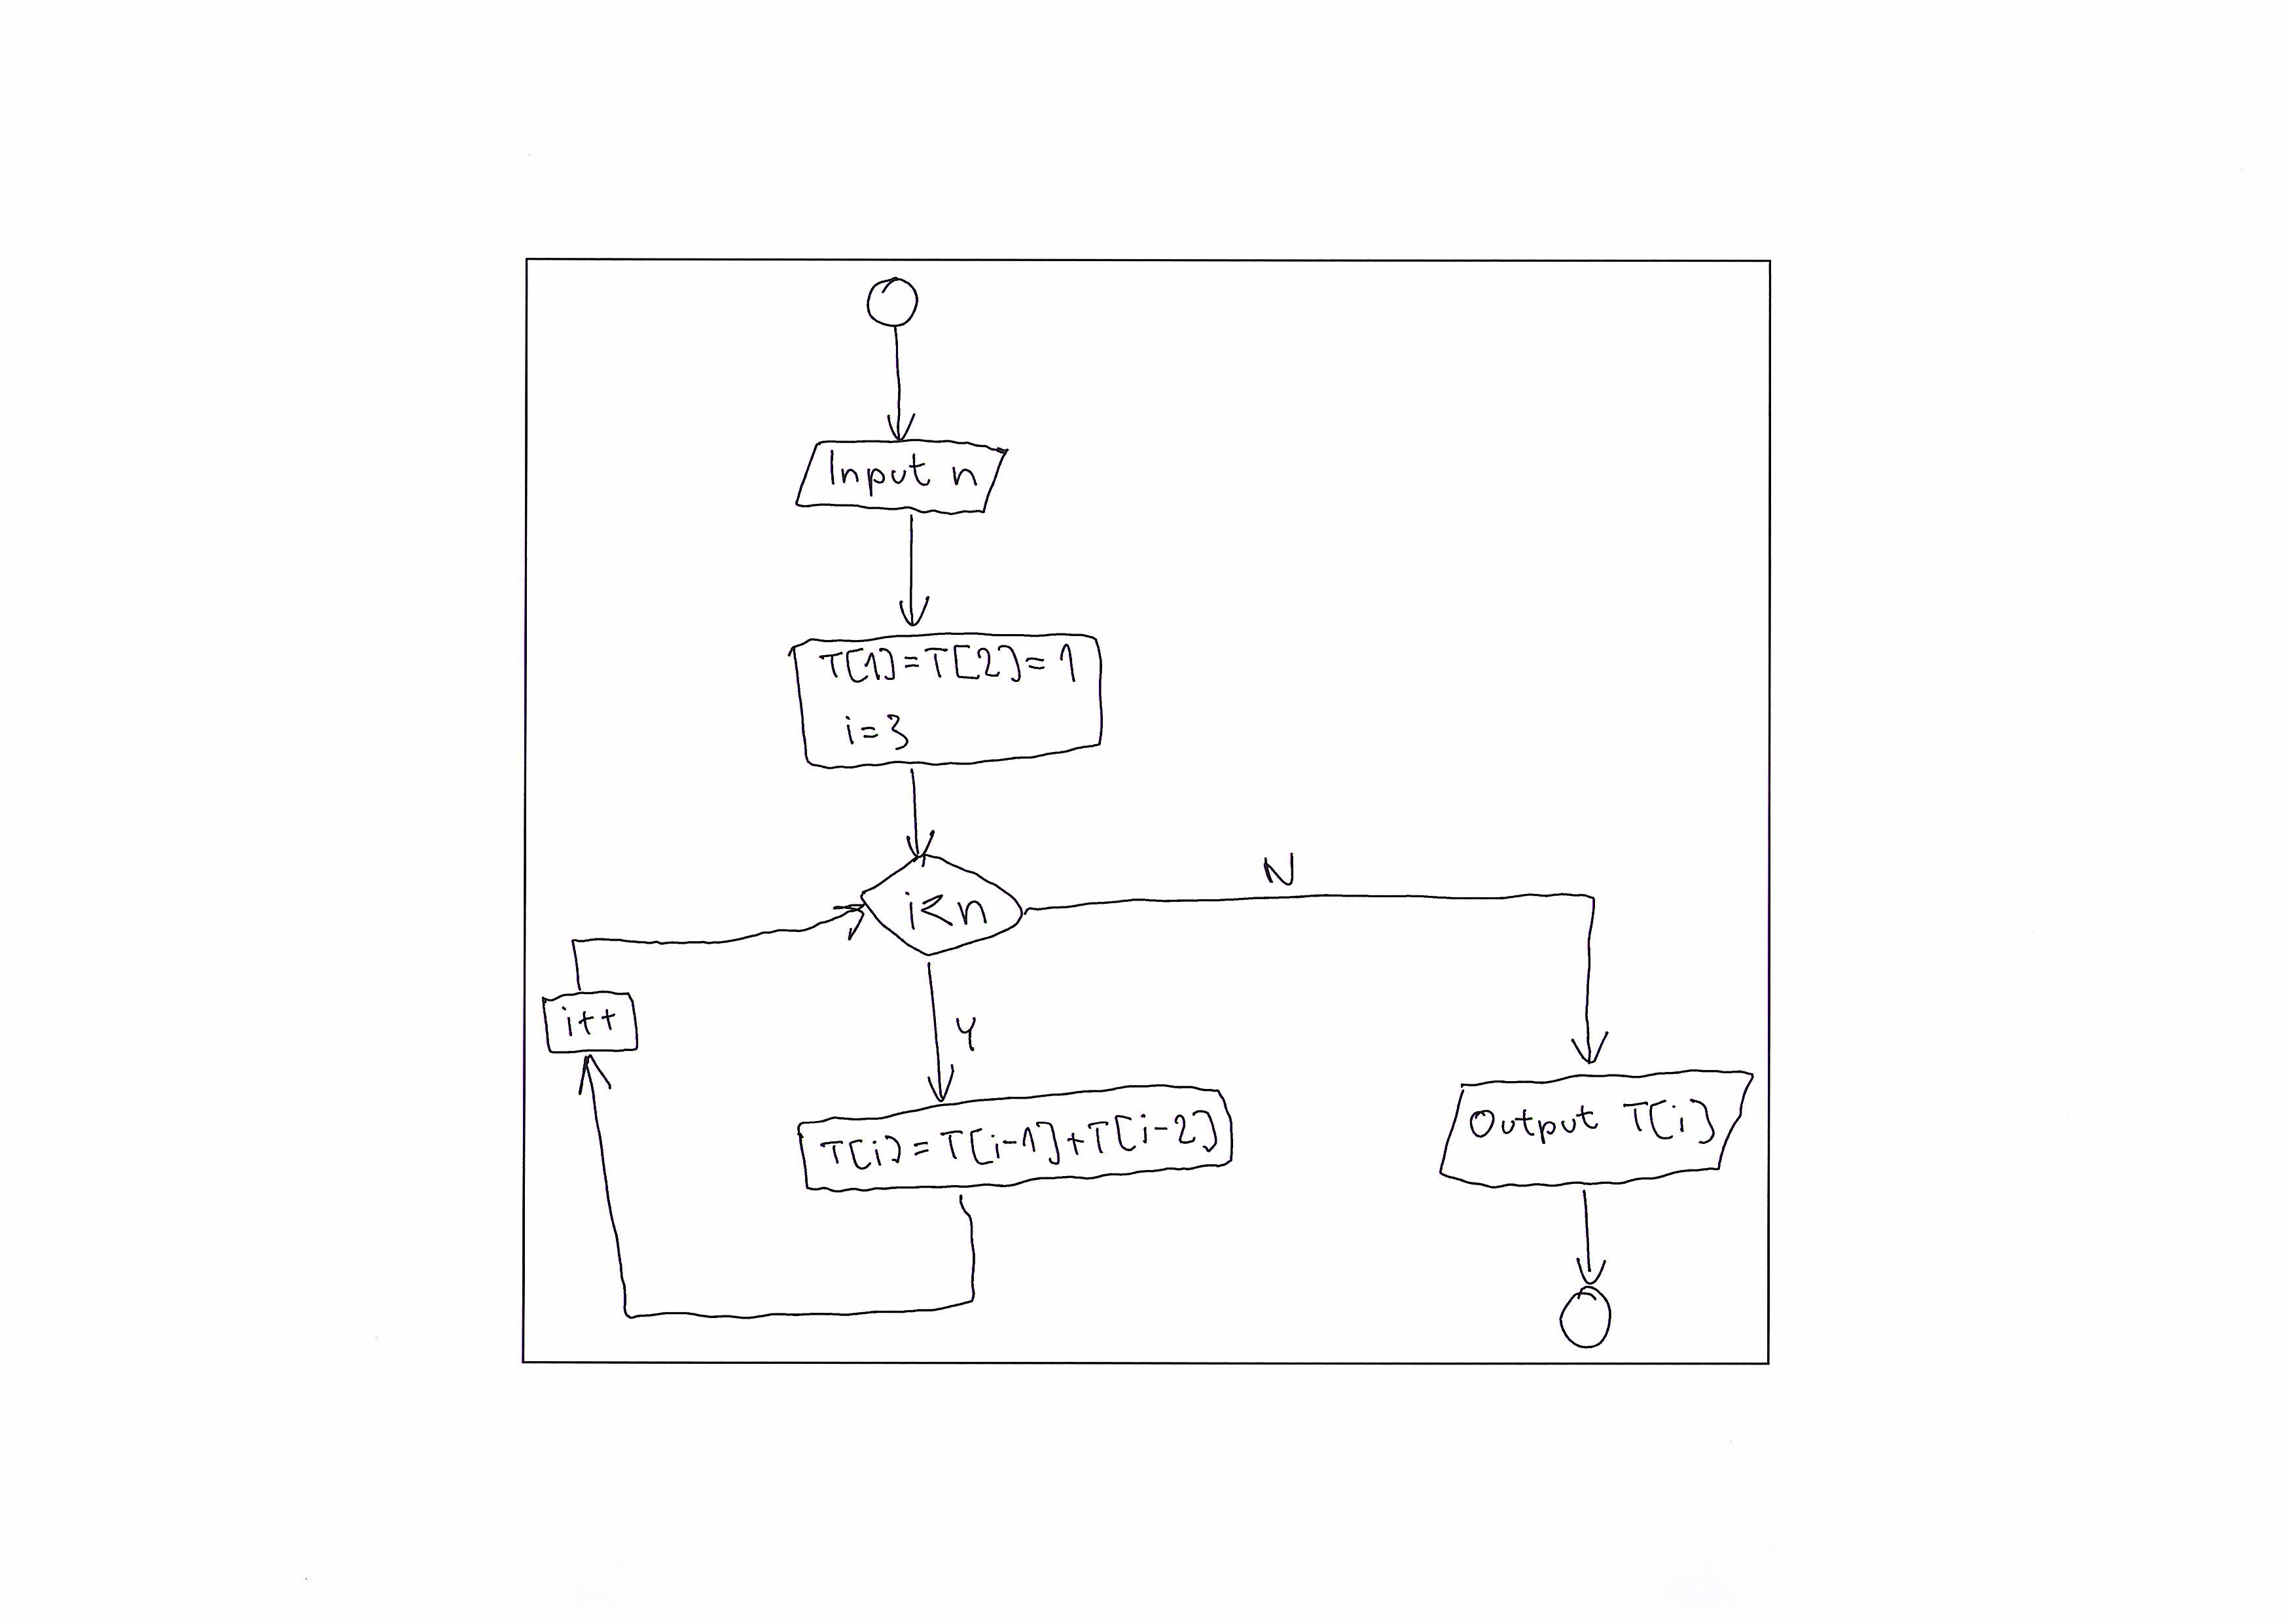 Input n
T[1]=T[2]=1
i=3
i<n
N
i++
Y
T[i]=T[i-1]+T[i-2]
Output T[i]